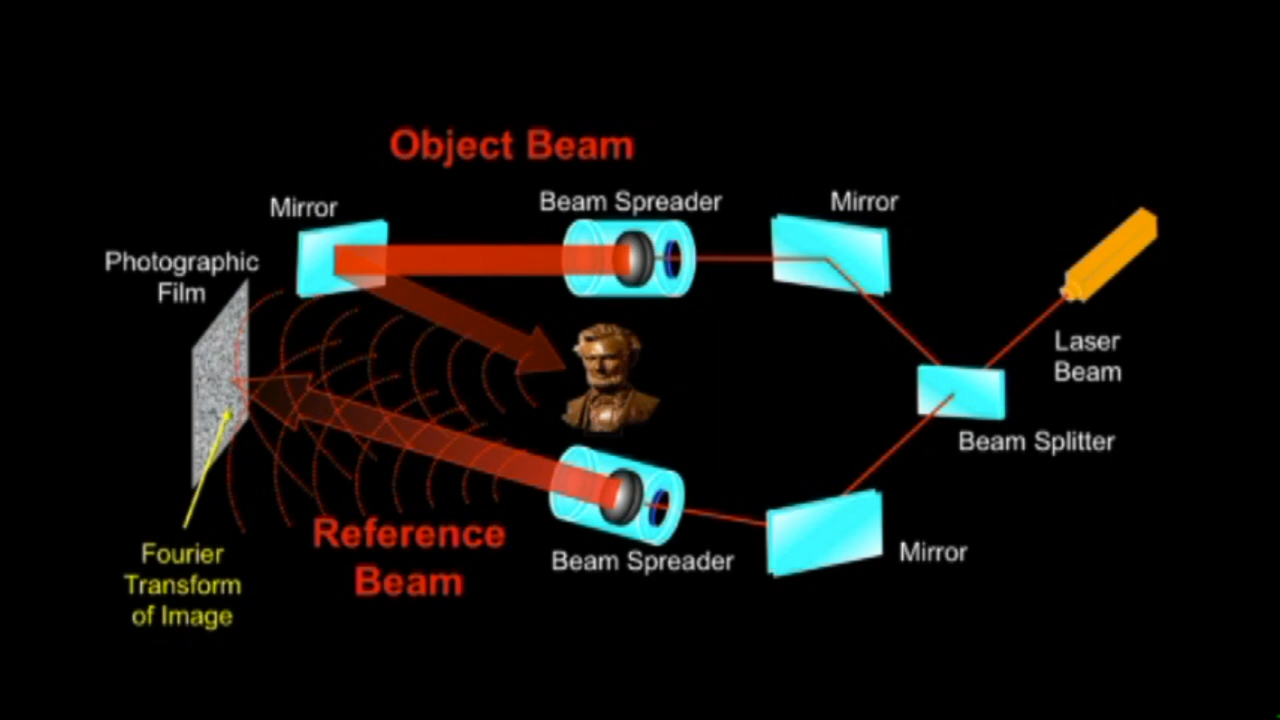 Object Beam
Mirror
Beam Spreader
Mirror
Photographic
Film
Laser
Beam
Beam Splitter
Reference
Beam
Beam Spreader
Mirror
Fourier
Transform
of Image